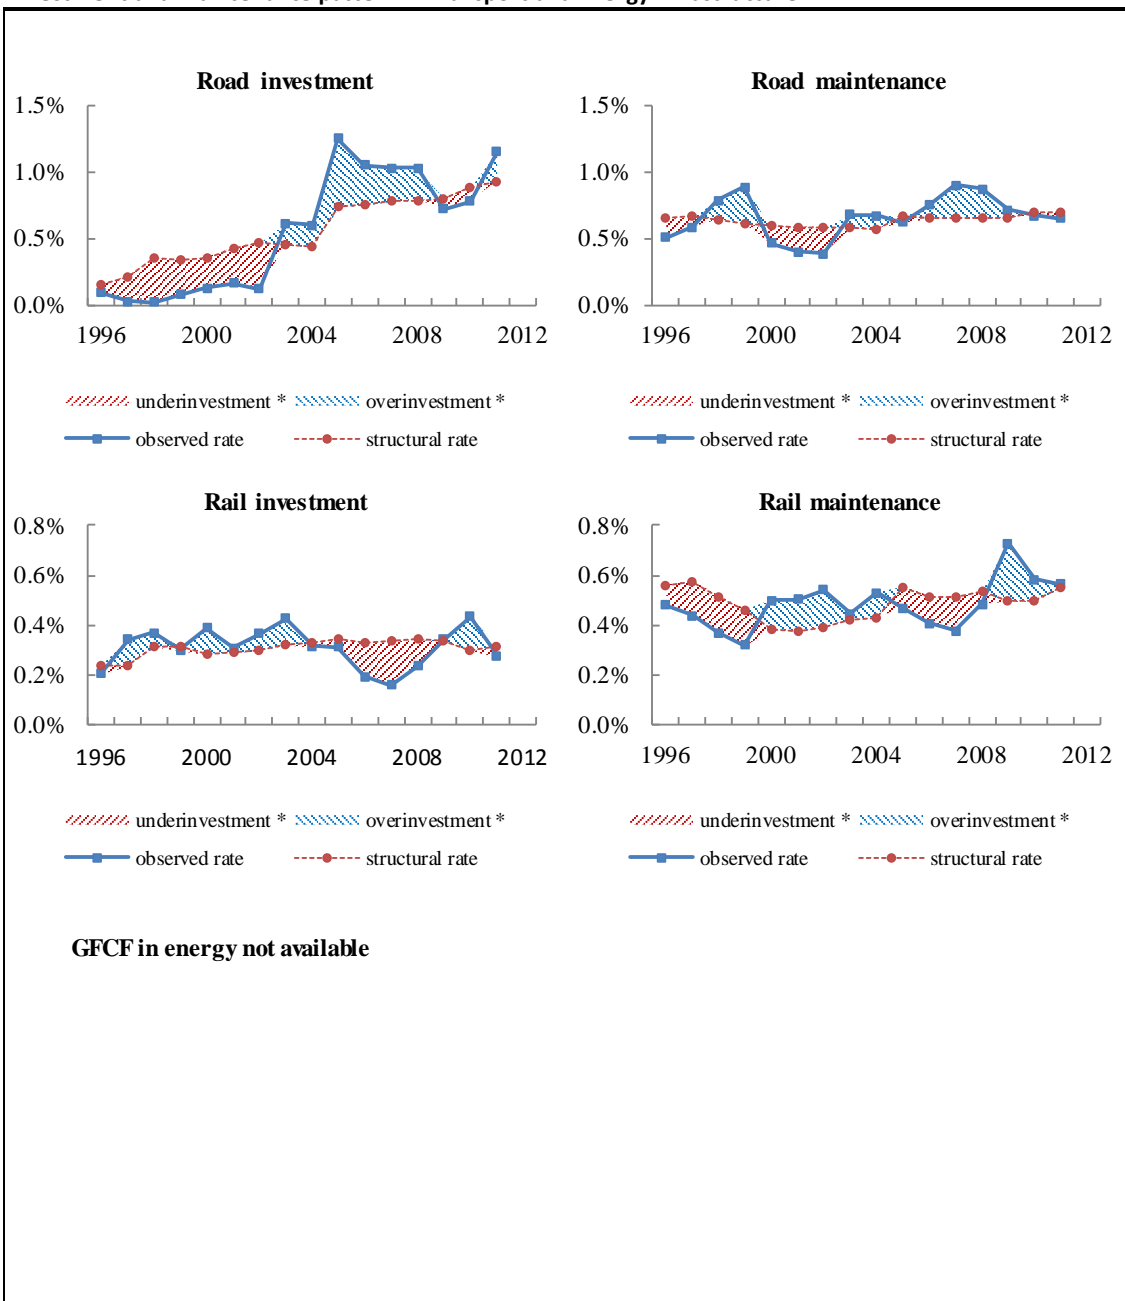 Road investment
1.5%
1.0%
0.5%
0.0%
1996 2000 2004 2008 2012
underinvestment * overinvestment *
observed rate structural rate
Road maintenance
1.5%
1.0%
0.5%
0.0%
1996 2000 2004 2008 2012
underinvestment * overinvestment *
observed rate structural rate
Rail investment
0.8%
0.6%
0.4%
0.2%
0.0%
1996 2000 2004 2008 2012
underinvestment * overinvestment *
observed rate structural rate
Rail maintenance
0.8%
0.6%
0.4%
0.2%
0.0%
1996 2000 2004 2008 2012
underinvestment * overinvestment *
observed rate structural rate
GFCF in energy not available